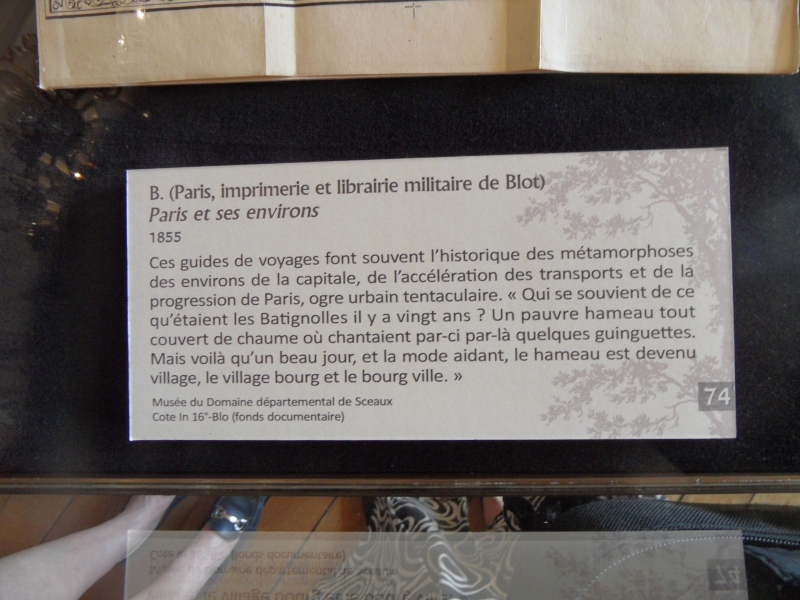 B. (Paris, imprimerie et librairie militaire de Blot)
Paris et ses environs
1855
Ces guides de voyages font souvent l'historique des métamorphoses
des environs de la capitale, de l'accélération des transports et de la
progression de Paris, ogre urbain tentaculaire. « Qui se souvient de ce
qu'étaient les Batignolles il y a vingt ans ? Un pauvre hameau tout
couvert de chaume où chantaient par-ci par-là quelques guinguettes.
Mais voilà qu'un beau jour, et la mode aidant, le hameau est devenu
village, le village bourg et le bourg ville. »
Musée du Domaine départemental de Sceaux
Cote In 16°-Blo (fonds documentaire)
74